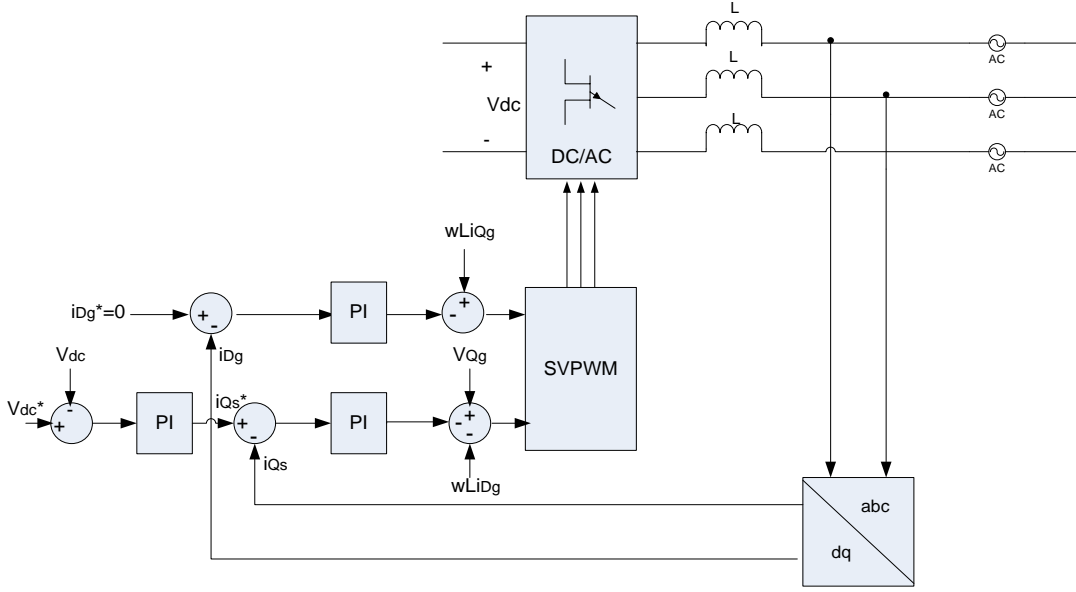 L
AC
+
L
Vdc
AC
L
-
DC/AC
AC
wLiQg
iDg*=0
+
-
PI
+
-
iDg
VQg
Vdc
SVPWM
Vdc*
-
+
PI
iQs*
+
-
PI
+
-
-
iQs
wLiDg
abc
dq